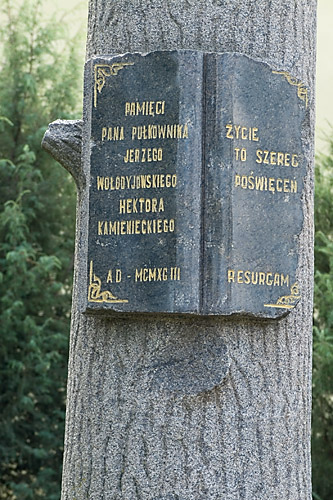 PAMIĘCI
PANA PUŁKOWNIKA
JERZEGO
WOŁODYJOWSKIEGO
HEKTORA
KAMIENIECKIEGO
A.D - MCMXCIII
ŻYCIE
TO SZEREG
POŚWIĘCEŃ
RESURGAM